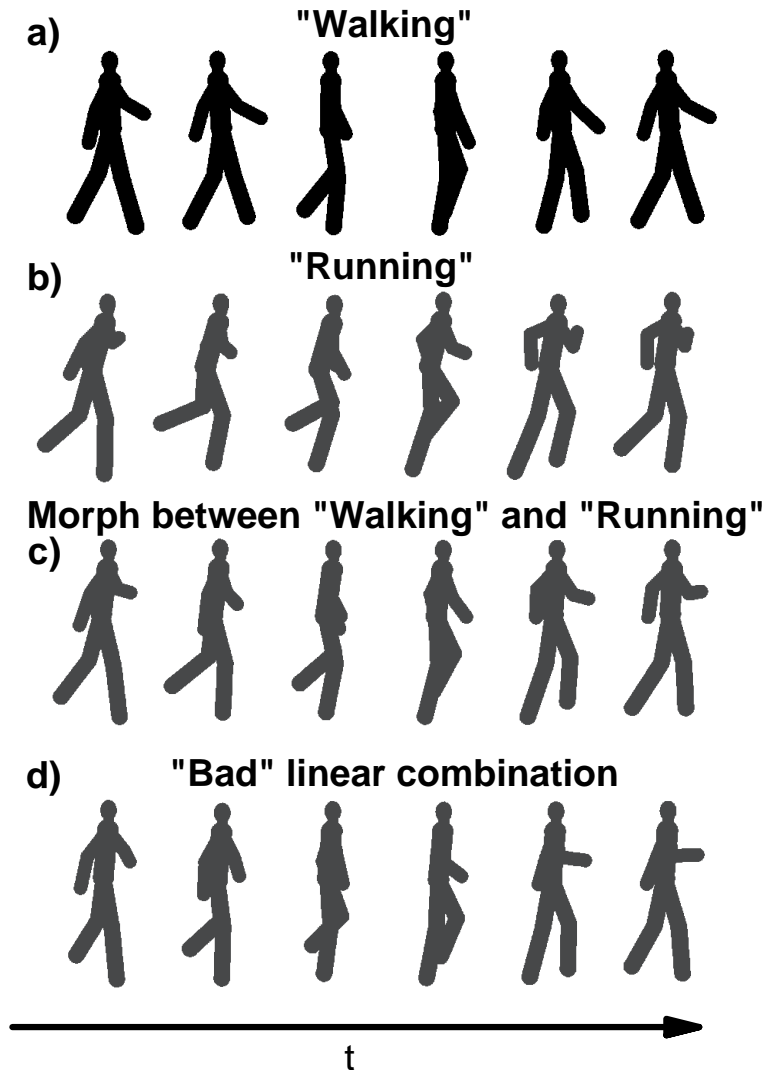 a) "Walking"
b) "Running"
Morph between "Walking" and "Running"
c)
d) "Bad" linear combination
t